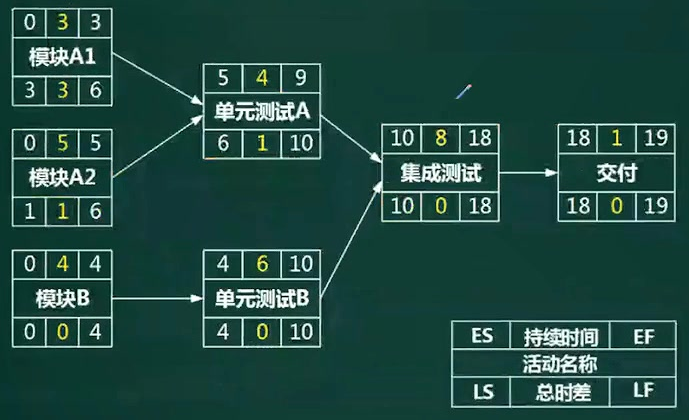 0 3 3
模块A1
3 3 6
0 5 5
模块A2
1 1 6
0 4 4
模块B
0 0 4
5 4 9
单元测试A
6 1 10
4 6 10
单元测试B
4 0 10
10 8 18
集成测试
10 0 18
18 1 19
交付
18 0 19
ES 持续时间 EF
活动名称
LS 总时差 LF